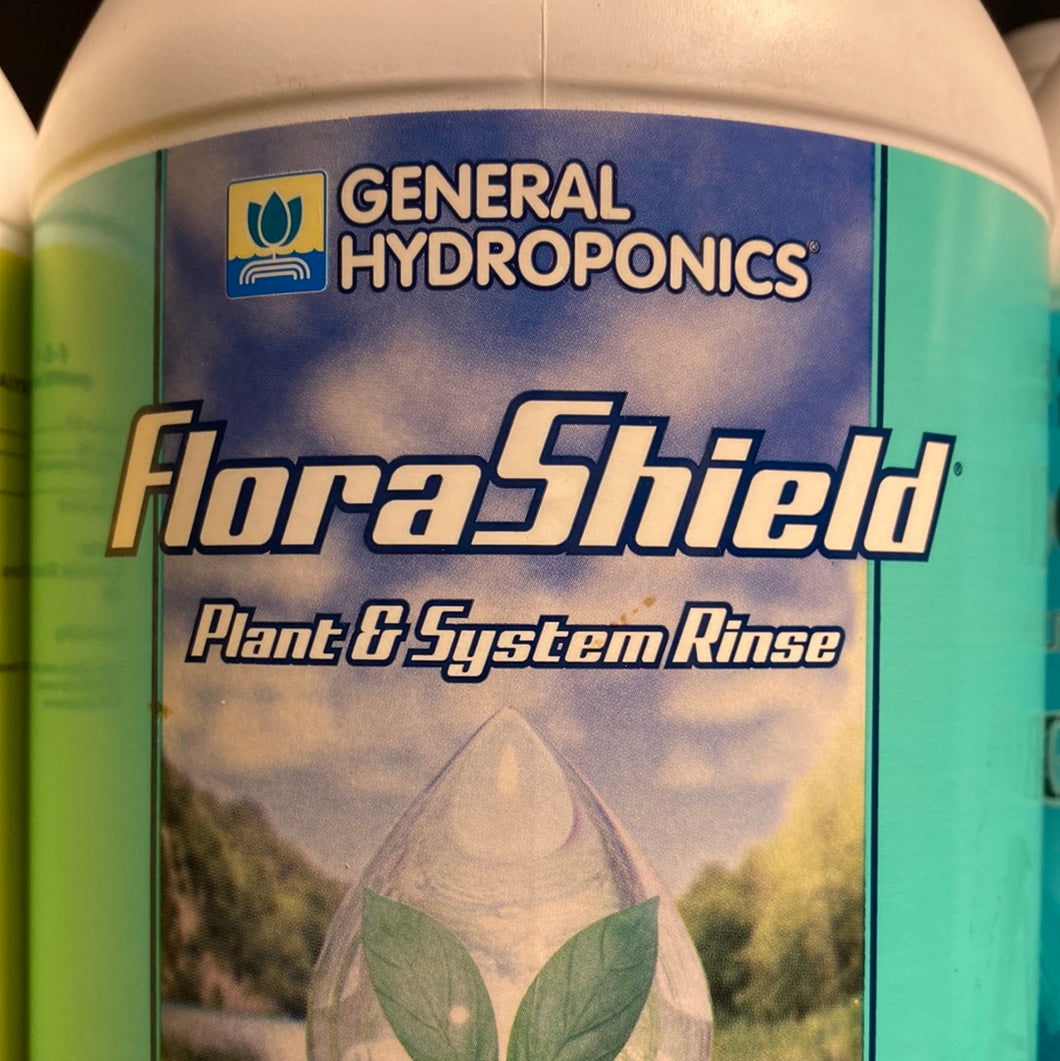 GENERAL
HYDROPONICS®
FloraShield®
Plant & System Rinse